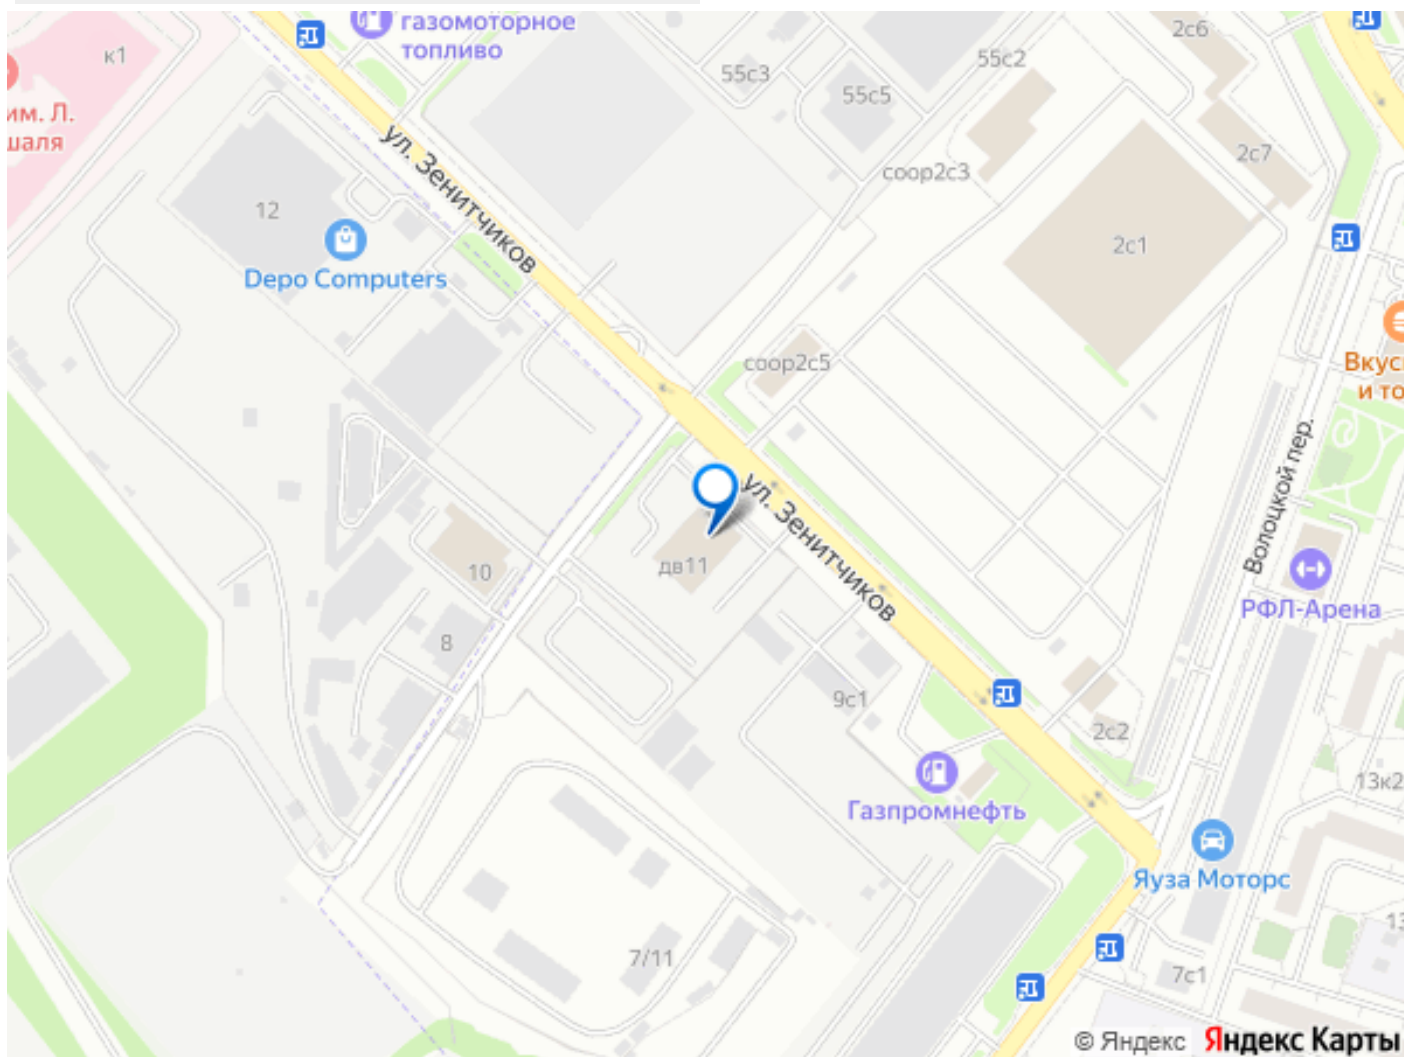 газомоторное
топливо
к1
им. Л.
шаля
12
Depo Computers
ул. Зенитчиков
55с3
55с5
55с2
2с6
2с7
соор2с3
2с1
соор2с5
Вкус
и то
Волоцкой пер.
ул. Зенитчиков
дв11
10
8
9с1
РФЛ-Арена
2с2
Газпромнефть
13к2
Яуза Моторс
13
7/11
7с1
© Яндекс Яндекс Карты